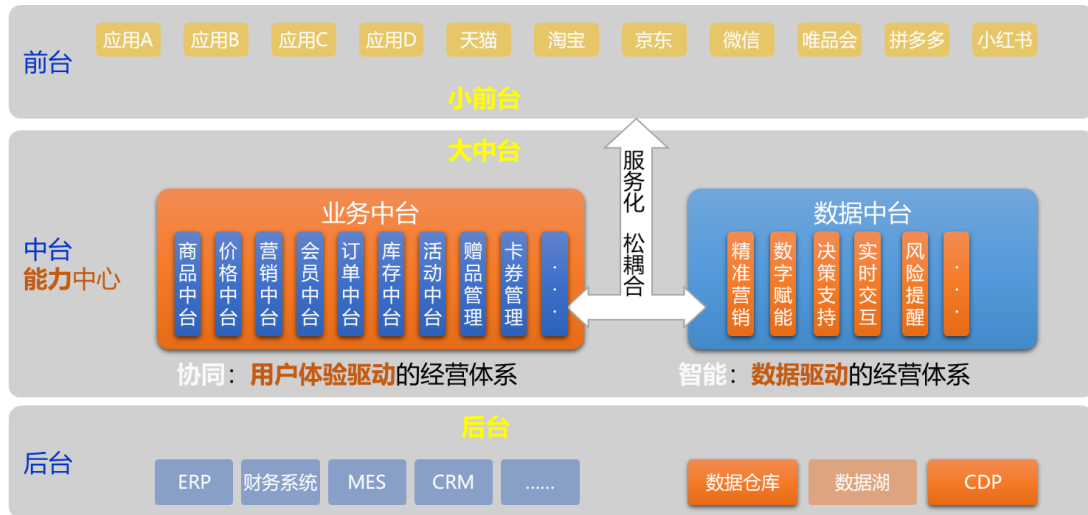 应用A
应用B
应用C
应用D
天猫
淘宝
京东
微信
唯品会
拼多多
小红书
前台
小前台
大中台
服务化 松耦合
业务中台
商品中台
价格中台
营销中台
会员中台
订单中台
库存中台
活动中台
赠品管理
卡券管理
...
数据中台
精准营销
数字赋能
决策支持
实时交互
风险提醒
...
中台
能力中心
协同：用户体验驱动的经营体系
智能：数据驱动的经营体系
后台
后台
ERP
财务系统
MES
CRM
......
数据仓库
数据湖
CDP